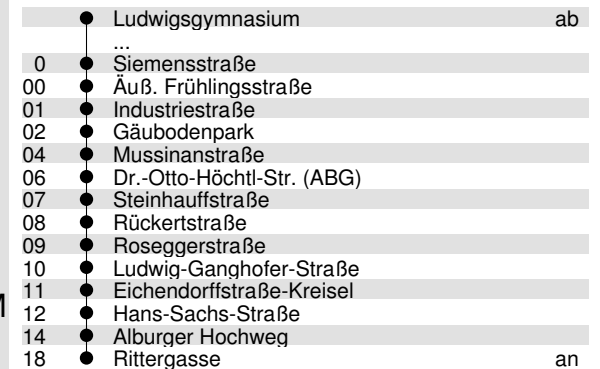 Ludwigsgymnasium ab
...
0 Siemensstraße
00 Äuß. Frühlingsstraße
01 Industriestraße
02 Gäubodenpark
04 Mussinanstraße
06 Dr.-Otto-Höchtl-Str. (ABG)
07 Steinhauffstraße
08 Rückertstraße
09 Roseggerstraße
10 Ludwig-Ganghofer-Straße
11 Eichendorffstraße-Kreisel
12 Hans-Sachs-Straße
14 Alburger Hochweg
18 Rittergasse an